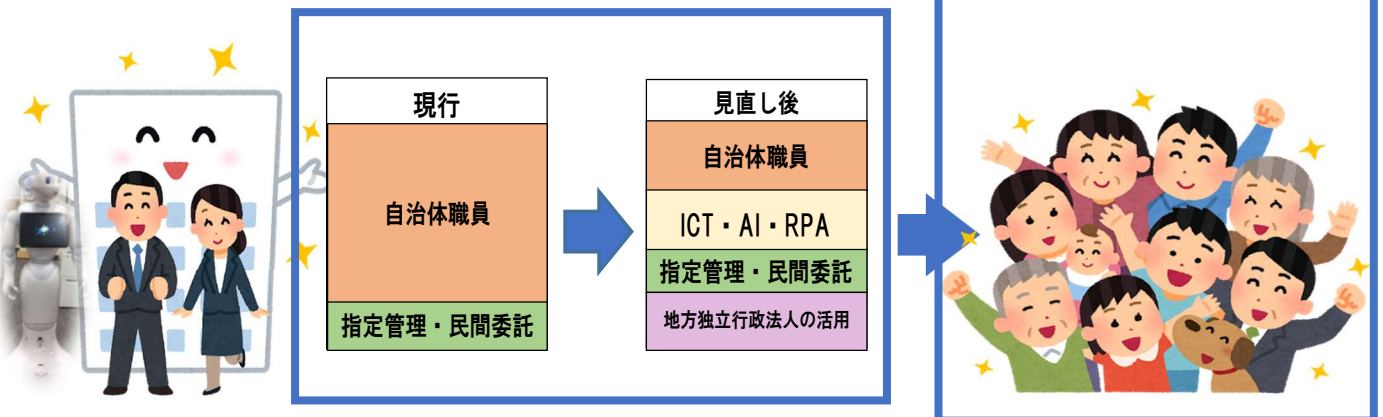 現行
自治体職員
指定管理・民間委託
見直し後
自治体職員
ICT・AI・RPA
指定管理・民間委託
地方独立行政法人の活用